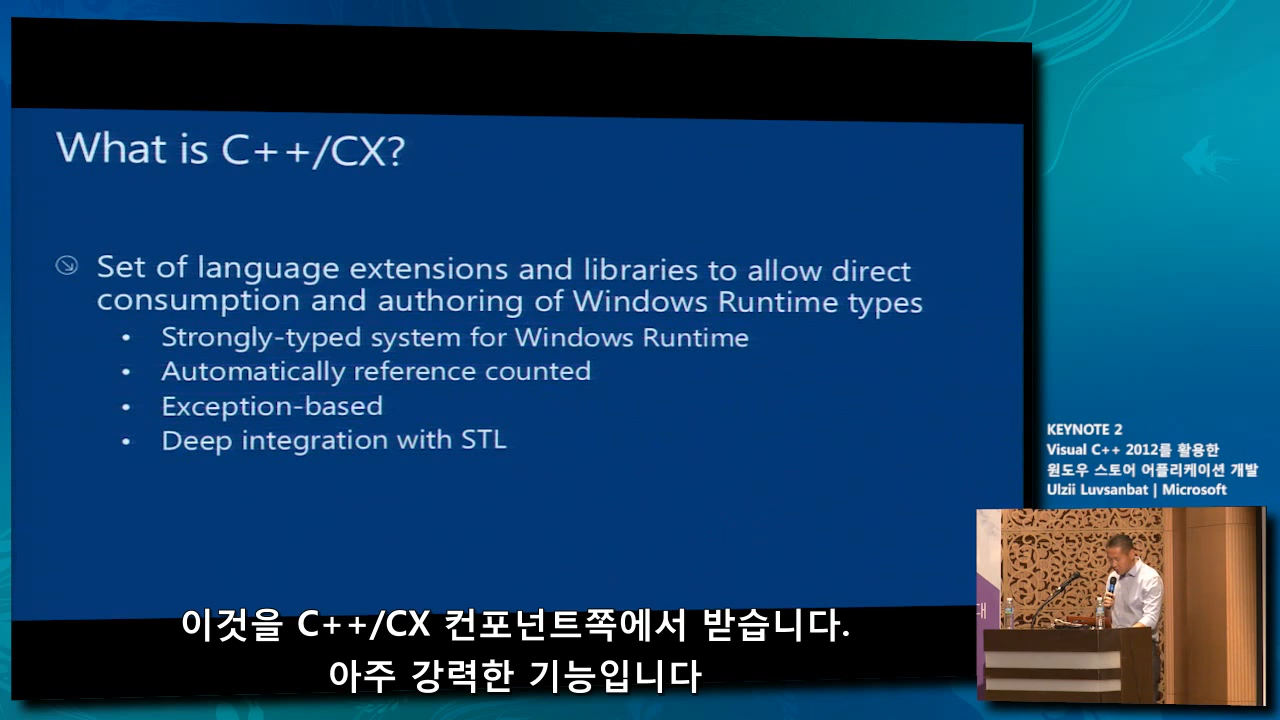 What is C++/CX?
Set of language extensions and libraries to allow direct
consumption and authoring of Windows Runtime types
• Strongly-typed system for Windows Runtime
• Automatically reference counted
• Exception-based
• Deep integration with STL
KEYNOTE 2
Visual C++ 2012를 활용한
윈도우 스토어 어플리케이션 개발
Ulzii Luvsanbat | Microsoft
대
이것을 C++/CX 컨포넌트쪽에서 받습니다.
아주 강력한 기능입니다